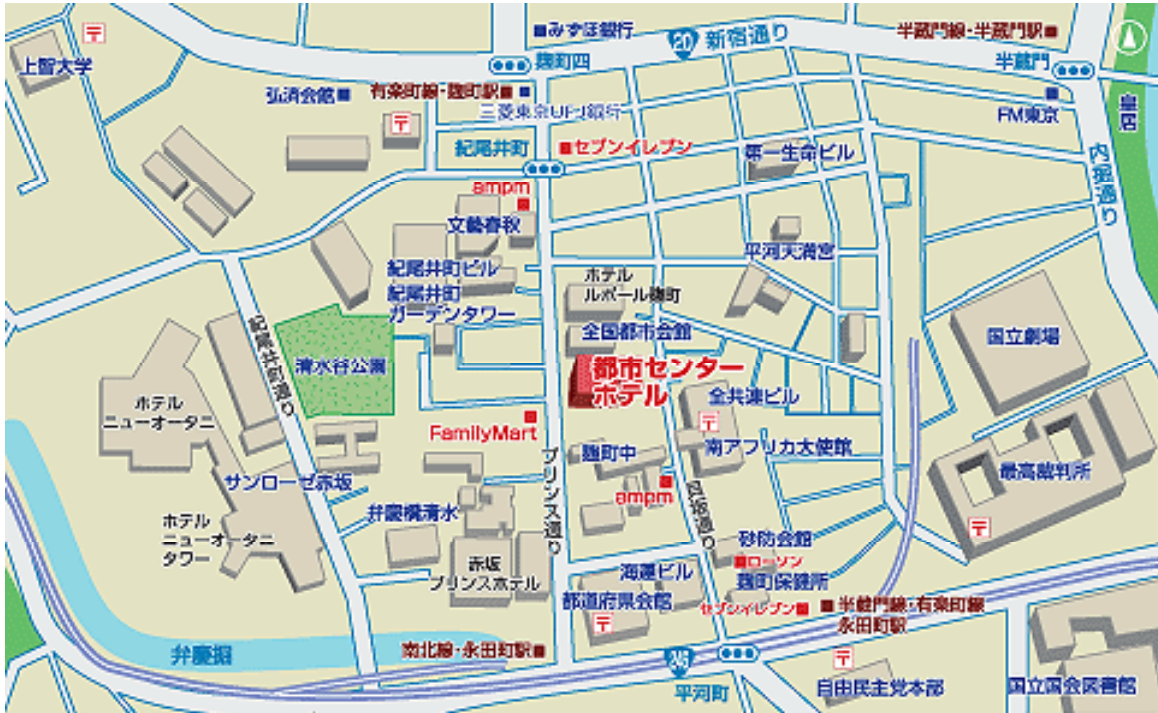 みずほ銀行
20
新宿通り
半蔵門線・半蔵門駅
上智大学
麹町四
半蔵門
弘済会館
有楽町線・麹町駅
三菱東京UFJ銀行
FM東京
皇居
紀尾井町
セブンイレブン
第一生命ビル
内堀通り
ampm
文藝春秋
平河天満宮
紀尾井町ビル
ホテル
ルポール麹町
紀尾井町
ガーデンタワー
全国都市会館
国立劇場
紀尾井町通り
清水谷公園
都市センター
ホテル
ホテル
ニューオータニ
全共連ビル
FamilyMart
プリンス通り
麹町中
南アフリカ大使館
最高裁判所
サンローゼ赤坂
ampm
貝坂通り
弁慶橋清水
ホテル
ニューオータニ
タワー
砂防会館
ローソン
赤坂
プリンスホテル
海運ビル
麹町保健所
都道府県会館
セブンイレブン
半蔵門線・有楽町線
永田町駅
弁慶掘
南北線・永田町駅
246
平河町
自由民主党本部
国立国会図書館